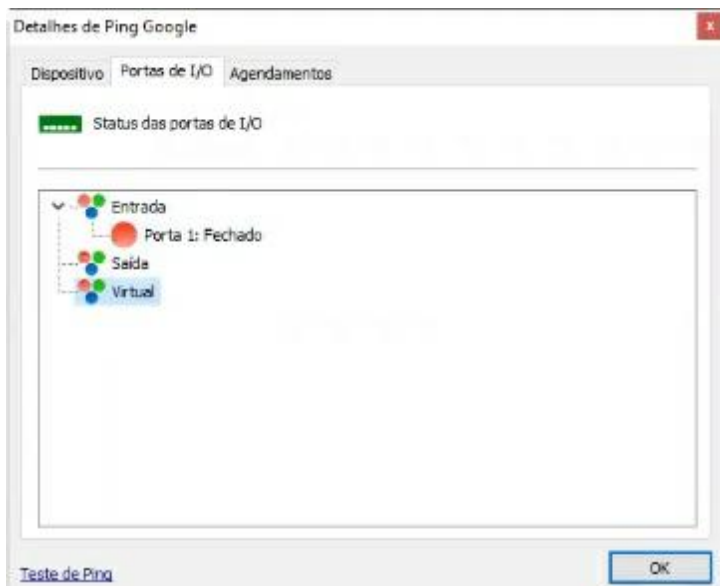 Detalhes de Ping Google
x
Dispositivo Portas de I/O Agendamentos
Status das portas de I/O
Entrada
Porta 1: Fechado
Saída
Virtual
Teste de Ping
OK